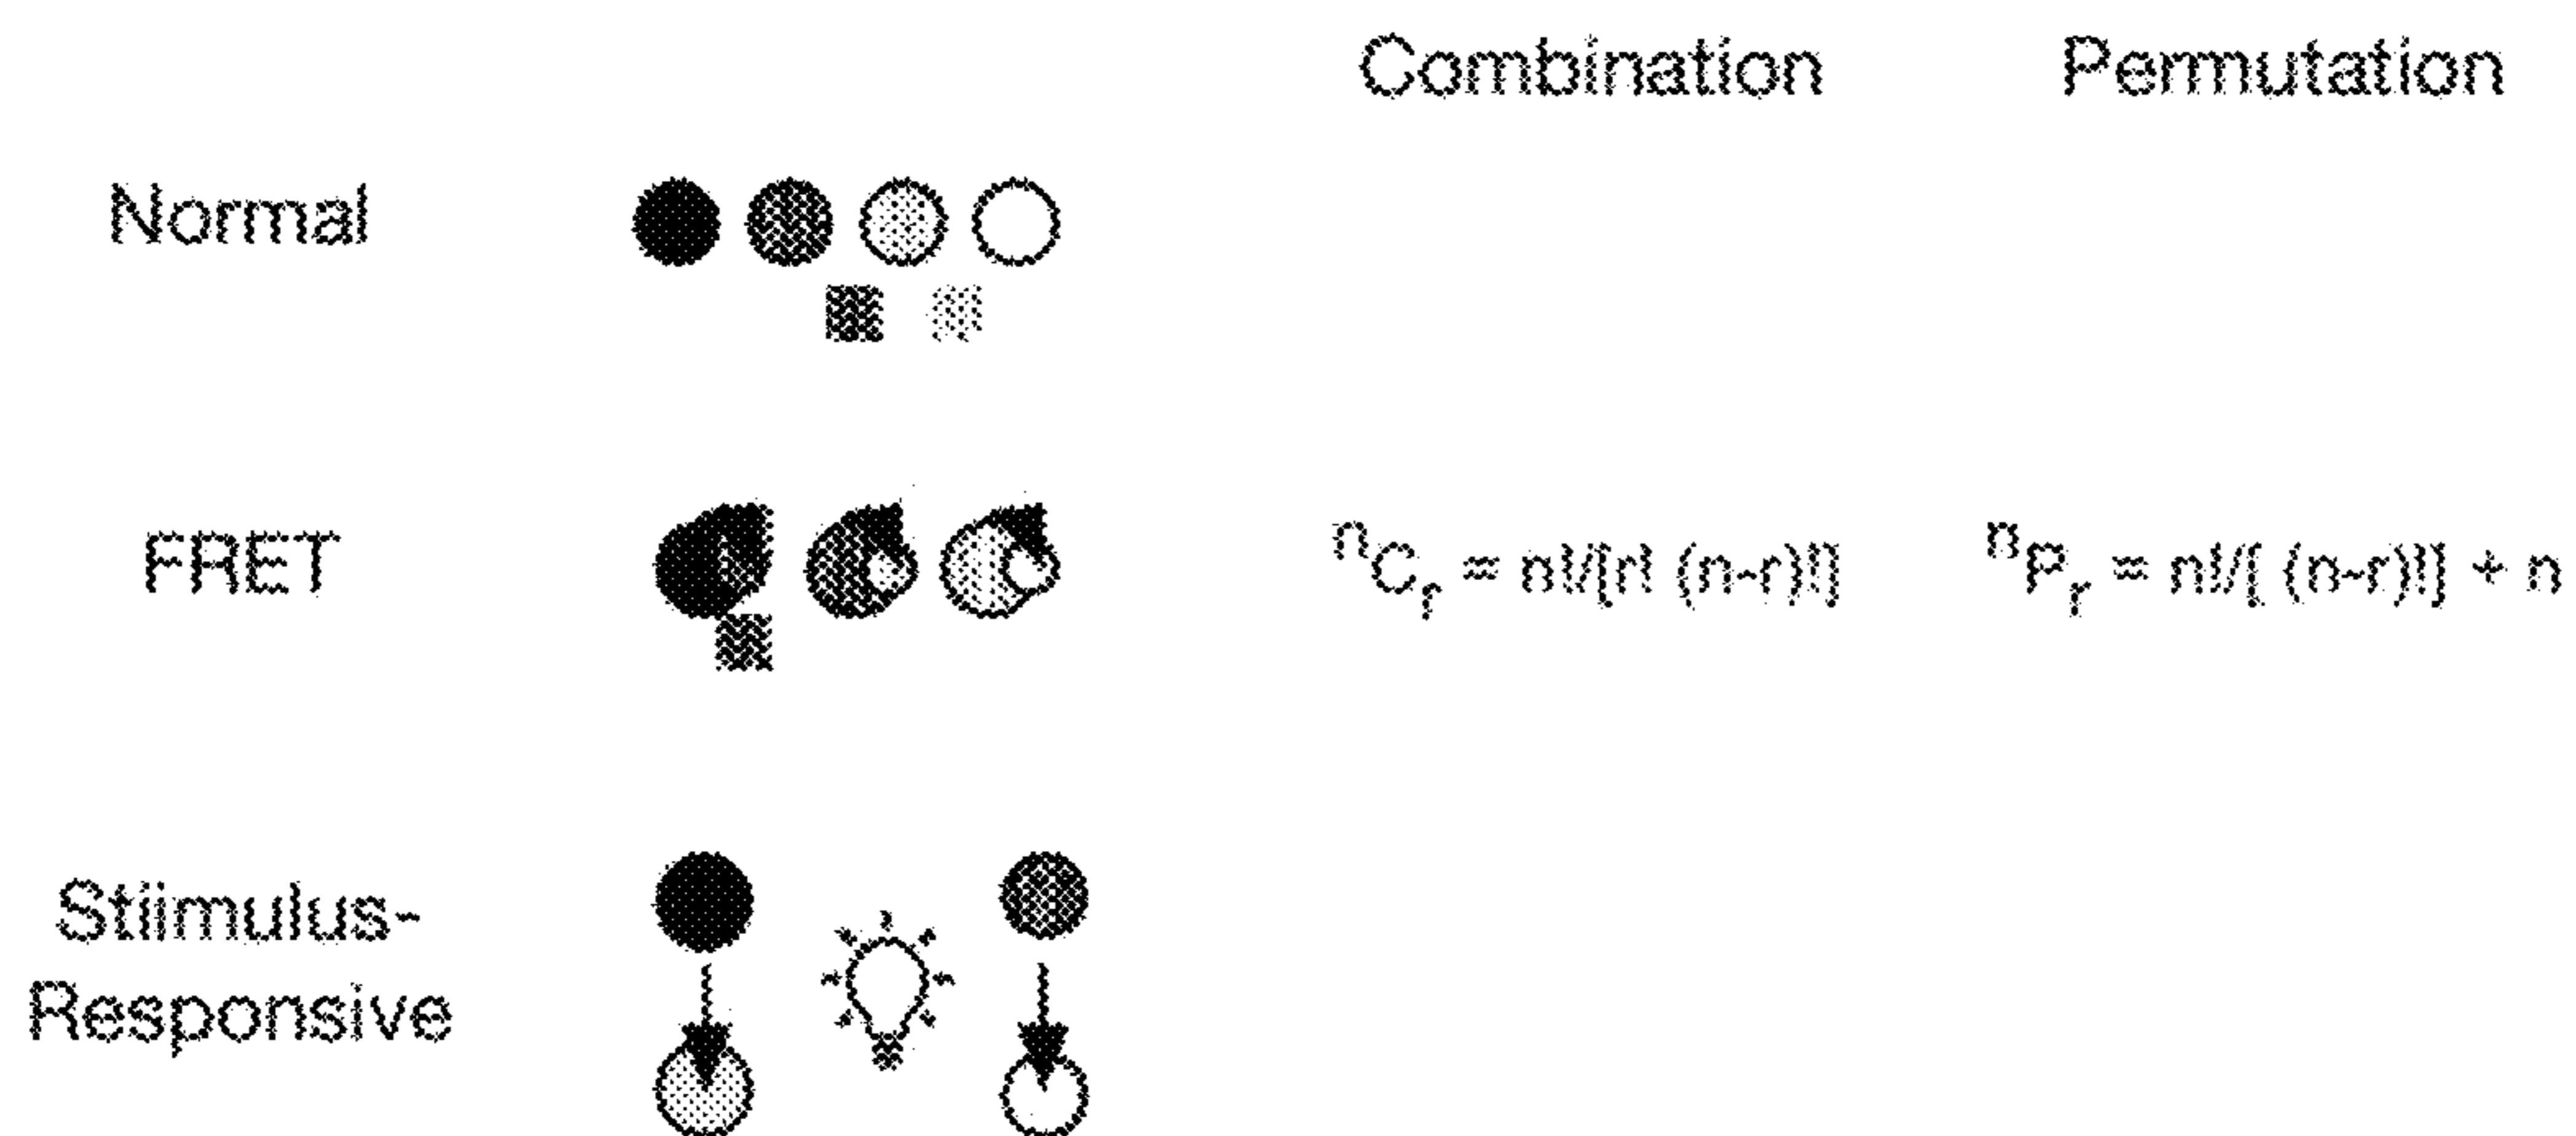 Combination Permutation
Normal
FRET ⁿCᵣ = n!/[r! (n-r)!] ⁿPᵣ = n!/[ (n-r)!] + n
Stiimulus-
Responsive